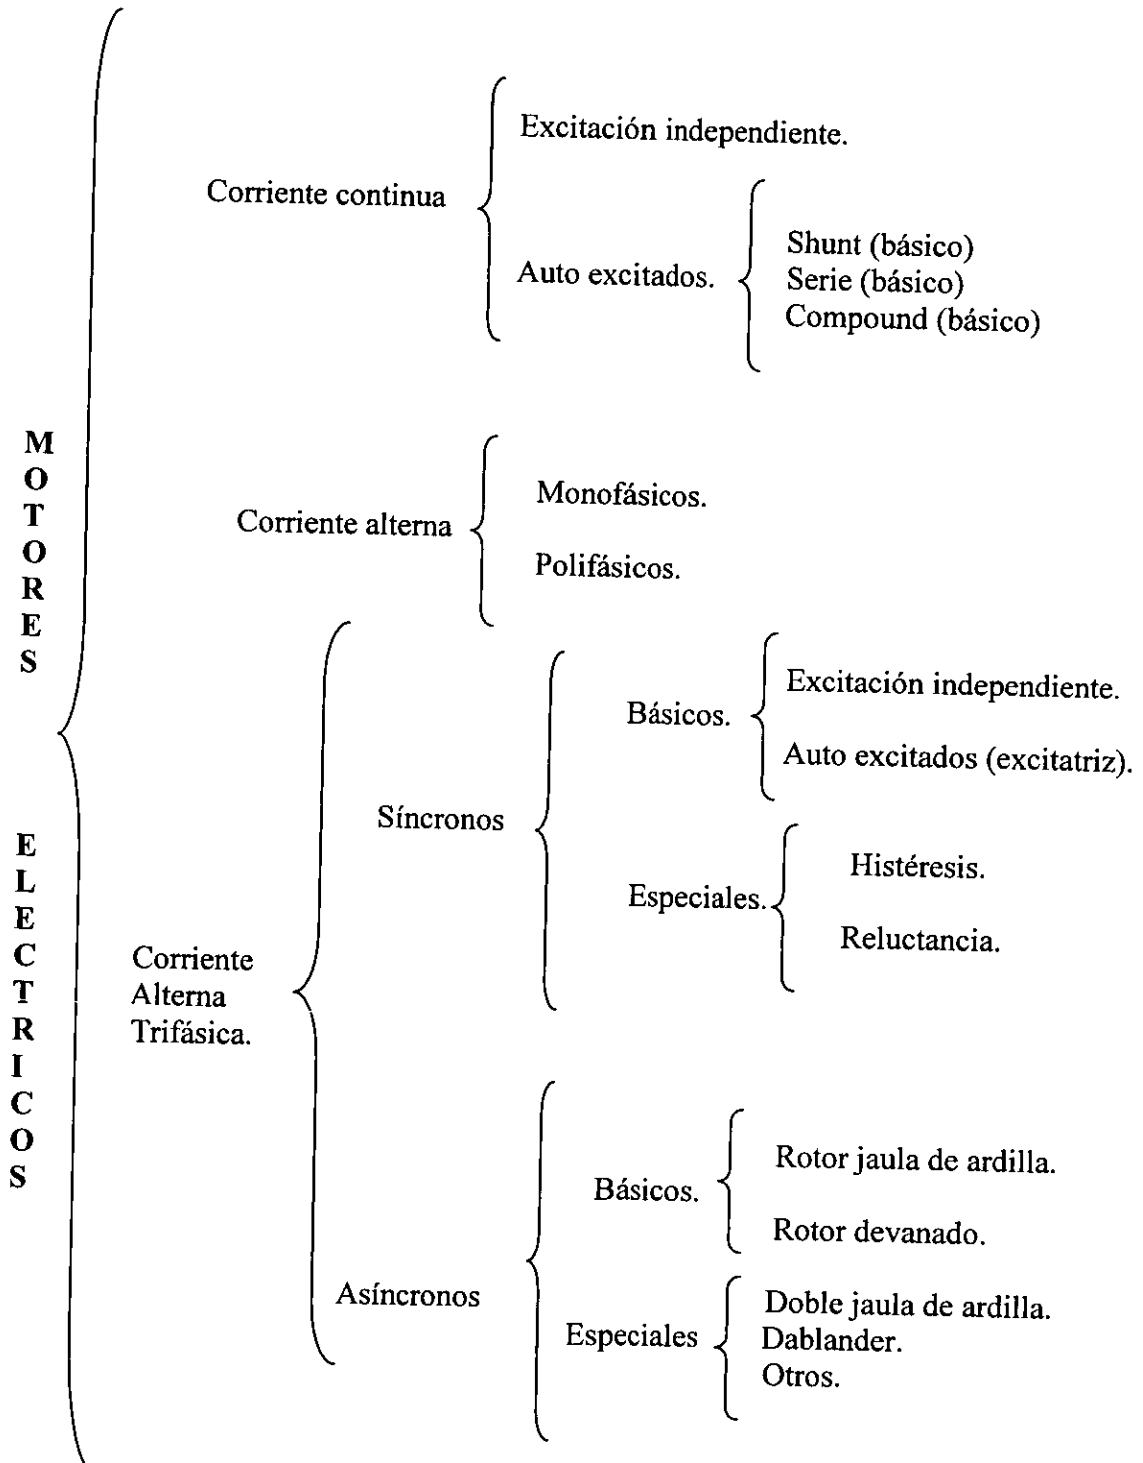 MOTORES
ELECTRICOS
Corriente continua
Excitación independiente.
Auto excitados.
Shunt (básico)
Serie (básico)
Compound (básico)
Corriente alterna
Monofásicos.
Polifásicos.
Corriente
Alterna
Trifásica.
Síncronos
Básicos.
Excitación independiente.
Auto excitados (excitatriz).
Especiales.
Histéresis.
Reluctancia.
Asíncronos
Básicos.
Rotor jaula de ardilla.
Rotor devanado.
Especiales
Doble jaula de ardilla.
Dablander.
Otros.